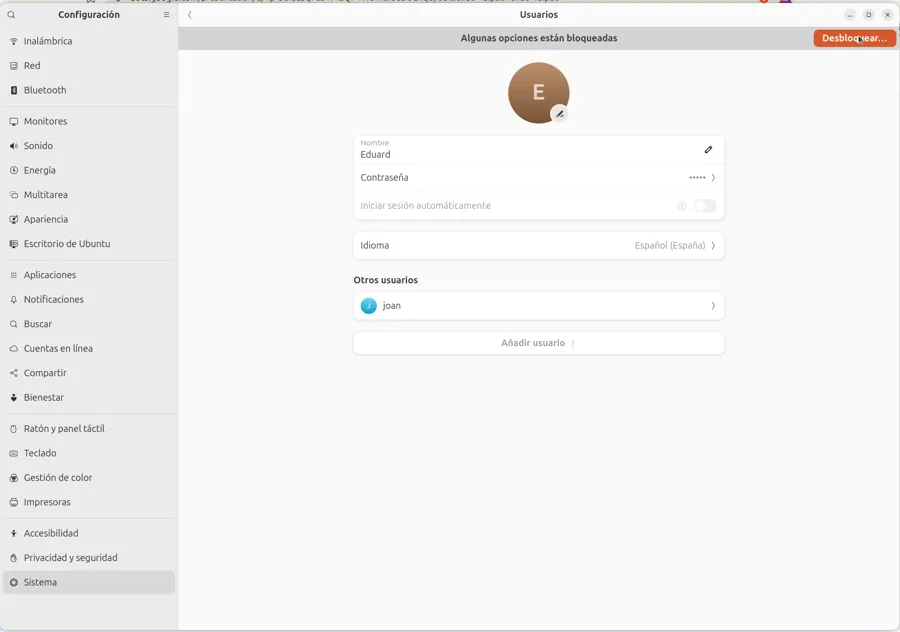 Configuración
Usuarios
Algunas opciones están bloqueadas
Desbloquear...
Inalámbrica
Red
Bluetooth
Monitores
Sonido
Energía
Multitarea
Apariencia
Escritorio de Ubuntu
Aplicaciones
Notificaciones
Buscar
Cuentas en línea
Compartir
Bienestar
Ratón y panel táctil
Teclado
Gestión de color
Impresoras
Accesibilidad
Privacidad y seguridad
Sistema
E
Nombre
Eduard
Contraseña
Iniciar sesión automáticamente
Idioma Español (España)
Otros usuarios
J joan
Añadir usuario